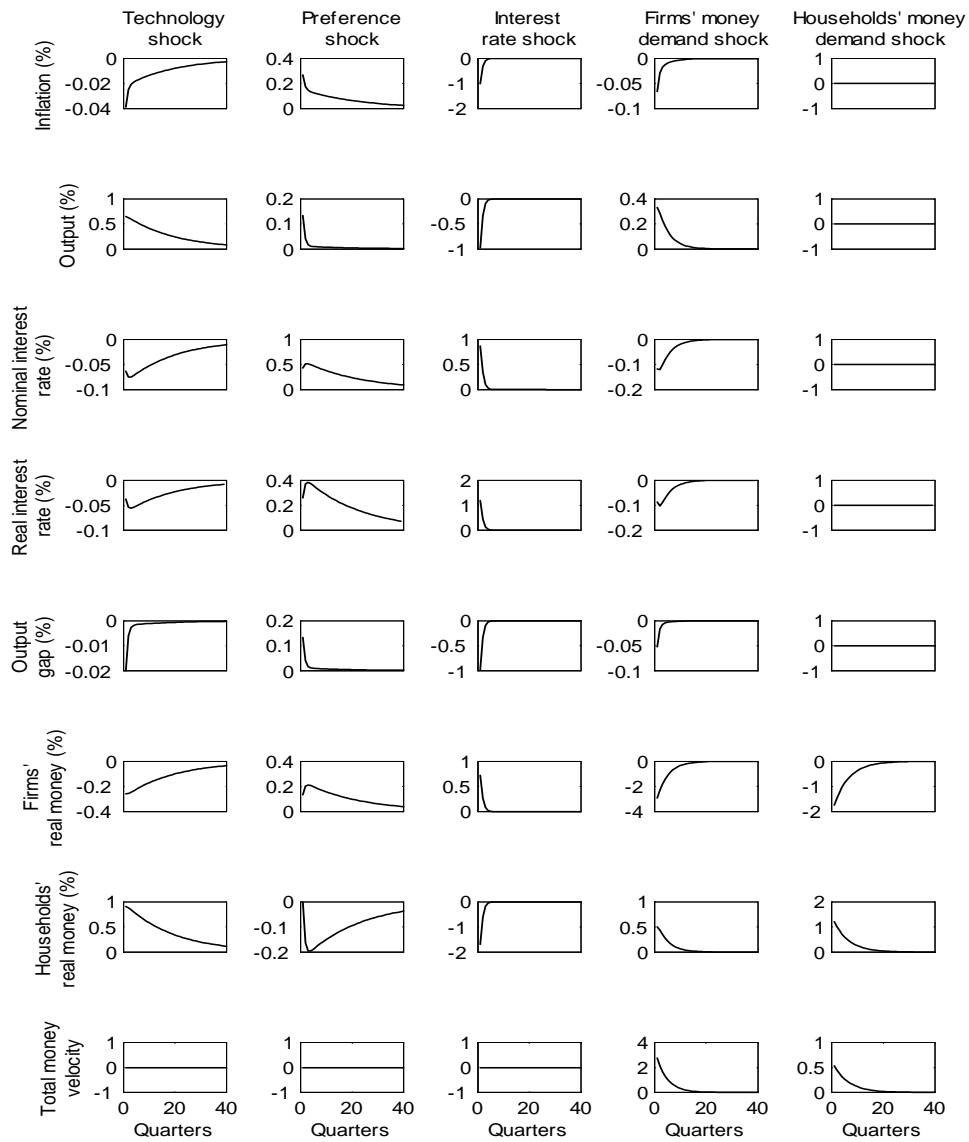 Technology
shock
Preference
shock
Interest
rate shock
Firms' money
demand shock
Households' money
demand shock
Inflation (%)
0 0.4 0 0 1
-0.02 0.2 -1 -0.05 0
-0.04 0 -2 -0.1 -1
Output (%)
1 0.2 0 0.4 1
0.5 0.1 -0.5 0.2 0
0 0 -1 0 -1
Nominal interest
rate (%)
0 1 1 0 1
-0.05 0.5 0.5 -0.1 0
-0.1 0 0 -0.2 -1
Real interest
rate (%)
0 0.4 2 0 1
-0.05 0.2 1 -0.1 0
-0.1 0 0 -0.2 -1
Output
gap (%)
0 0.2 0 0 1
-0.01 0.1 -0.5 -0.05 0
-0.02 0 -1 -0.1 -1
Firms'
real money (%)
0 0.4 1 0 0
-0.2 0.2 0.5 -2 -1
-0.4 0 0 -4 -2
Households'
real money (%)
1 0 0 1 2
0.5 -0.1 -1 0.5 1
0 -0.2 -2 0 0
Total money
velocity
1 1 1 4 1
0 0 0 2 0.5
-1 -1 -1 0 0
0 20 40 0 20 40 0 20 40 0 20 40 0 20 40
Quarters Quarters Quarters Quarters Quarters